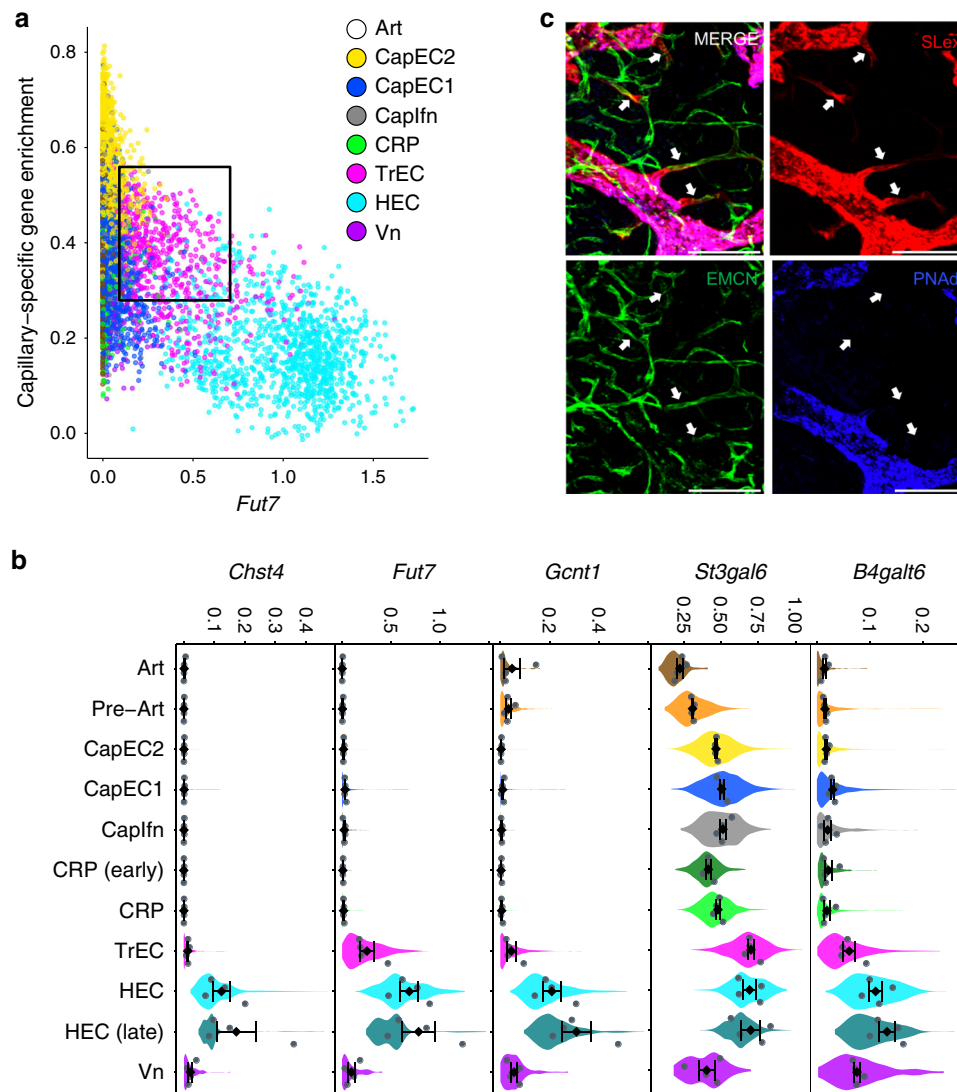 a
Art
CapEC2
CapEC1
CapIfn
CRP
TrEC
HEC
Vn
Capillary-specific gene enrichment
0.8
0.6
0.4
0.2
0.0
0.0 0.5 1.0 1.5
Fut7
c
MERGE
SLex
EMCN
PNAd
b
Chst4 Fut7 Gcnt1 St3gal6 B4galt6
0.1 0.2 0.3 0.4 0.5 1.0 0.2 0.4 0.25 0.50 0.75 1.00 0.1 0.2
Art
Pre-Art
CapEC2
CapEC1
CapIfn
CRP (early)
CRP
TrEC
HEC
HEC (late)
Vn